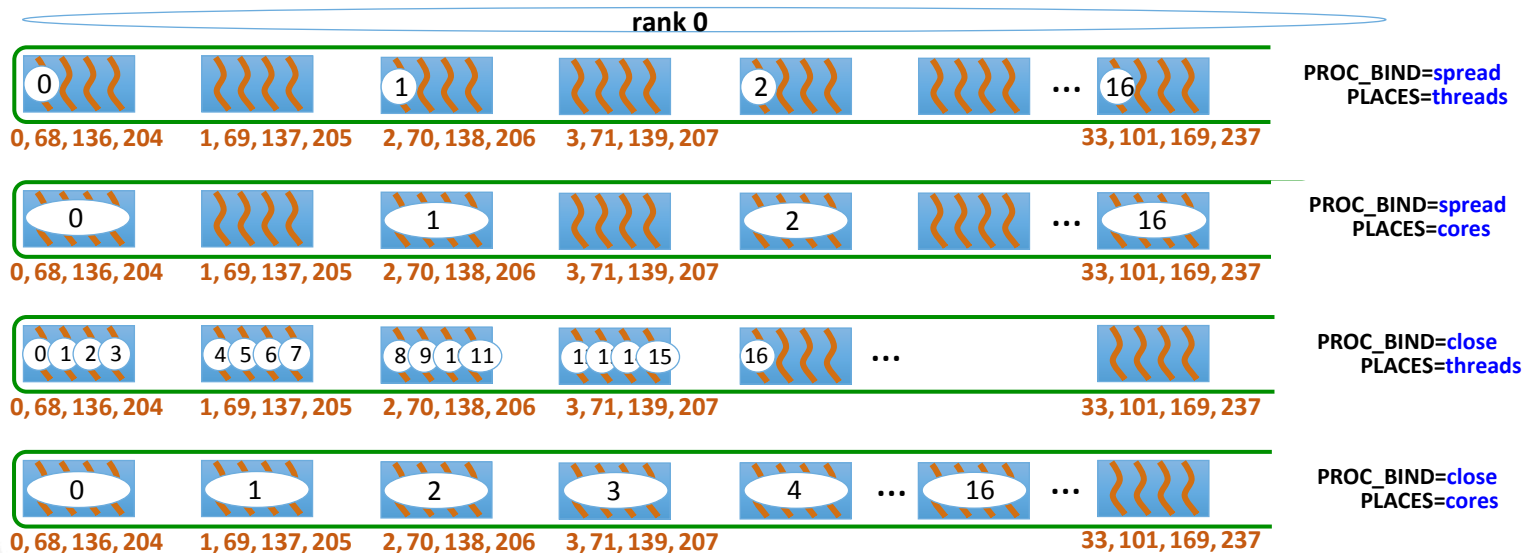 rank 0
0 1 2 ... 16
PROC_BIND=spread
PLACES=threads
0, 68, 136, 204 1, 69, 137, 205 2, 70, 138, 206 3, 71, 139, 207 33, 101, 169, 237
0 1 2 ... 16
PROC_BIND=spread
PLACES=cores
0, 68, 136, 204 1, 69, 137, 205 2, 70, 138, 206 3, 71, 139, 207 33, 101, 169, 237
0 1 2 3 4 5 6 7 8 9 1 11 1 1 1 15 16 ...
PROC_BIND=close
PLACES=threads
0, 68, 136, 204 1, 69, 137, 205 2, 70, 138, 206 3, 71, 139, 207 33, 101, 169, 237
0 1 2 3 4 ... 16 ...
PROC_BIND=close
PLACES=cores
0, 68, 136, 204 1, 69, 137, 205 2, 70, 138, 206 3, 71, 139, 207 33, 101, 169, 237